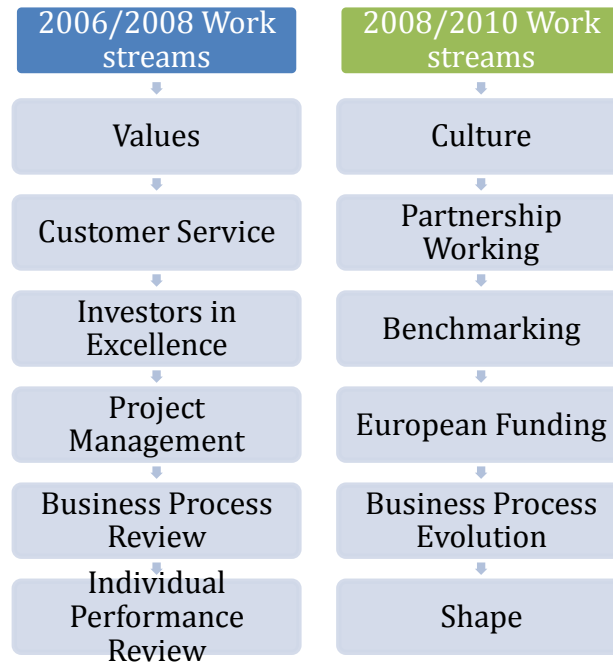 2006/2008 Work
streams
Values
Customer Service
Investors in
Excellence
Project
Management
Business Process
Review
Individual
Performance
Review
2008/2010 Work
streams
Culture
Partnership
Working
Benchmarking
European Funding
Business Process
Evolution
Shape